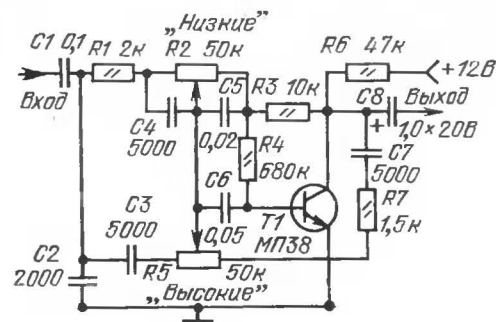 „Низкие”
C1 0,1 R1 2к R2 50к R6 47к
+12В
Вход
C5 R3 10к C8 Выход
C4 5000 0,02 R4 680к + 1,0×20В
C7 5000
C6 0,05
C3 5000
T1 МП38
R7 1,5к
C2 2000
R5 50к
„Высокие”